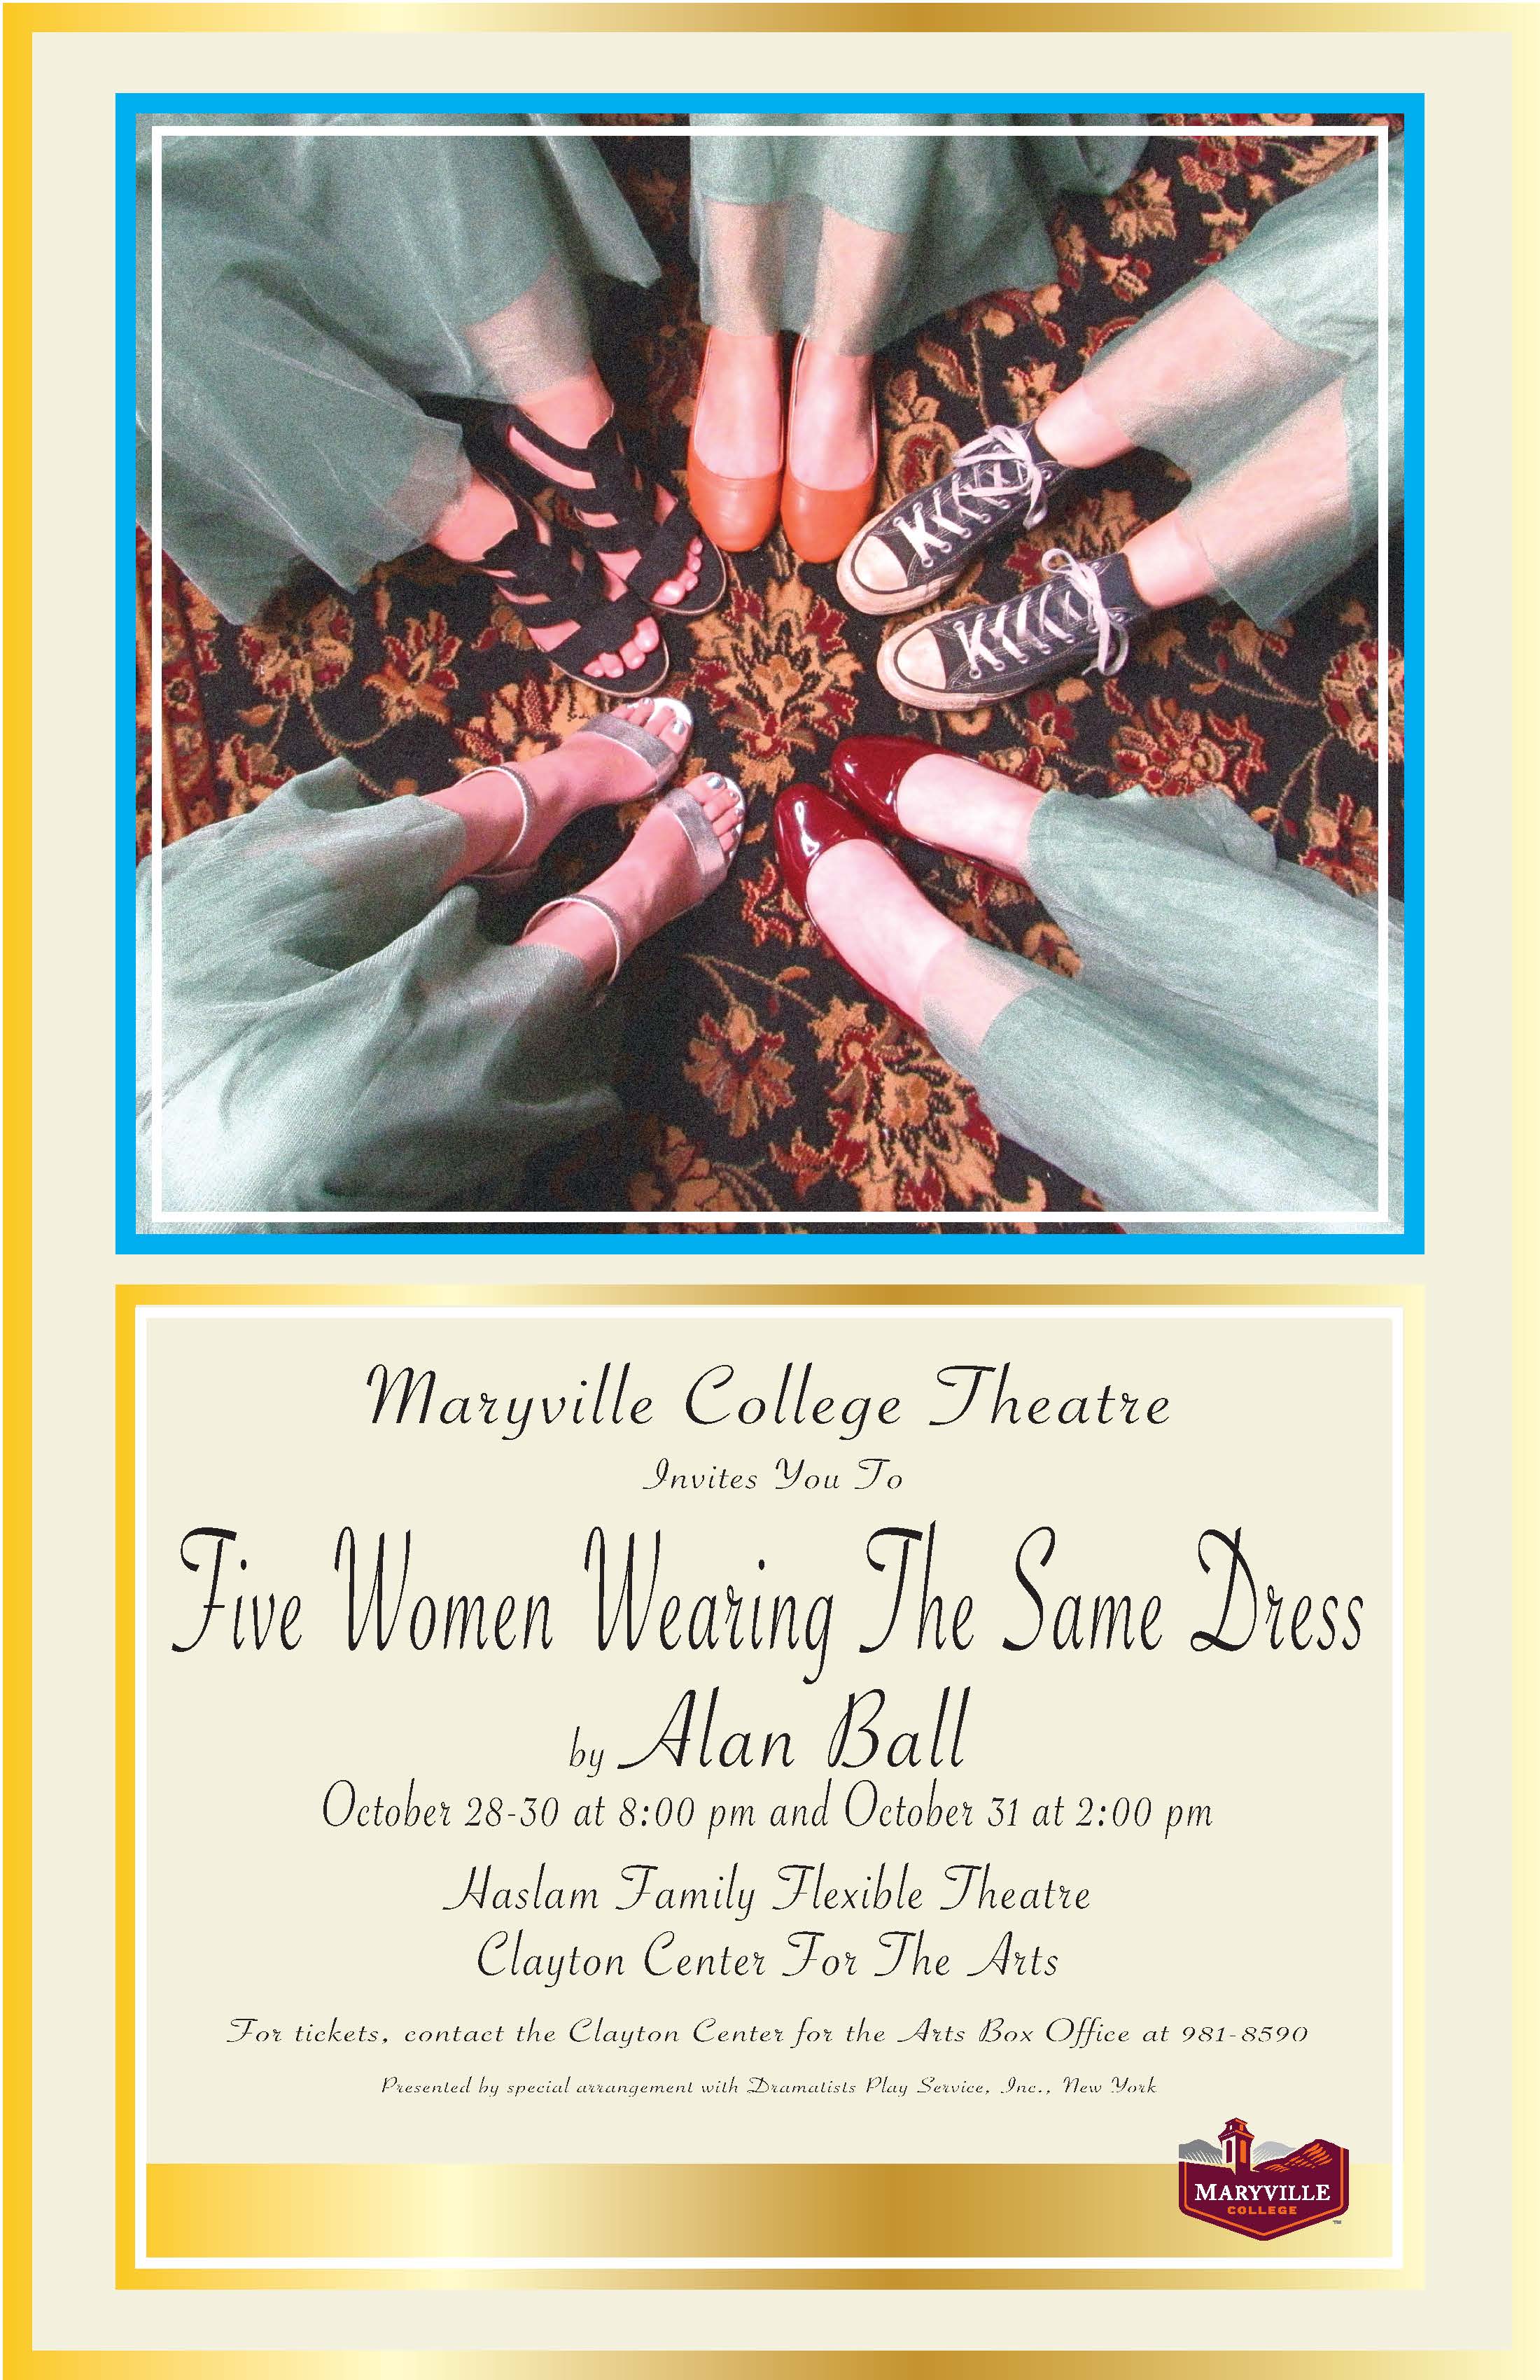 Maryville College Theatre
Invites You To
Five Women Wearing The Same Dress
by Alan Ball
October 28-30 at 8:00 pm and October 31 at 2:00 pm
Haslam Family Flexible Theatre
Clayton Center For The Arts
For tickets, contact the Clayton Center for the Arts Box Office at 981-8590
Presented by special arrangement with Dramatists Play Service, Inc., New York
MARYVILLE
COLLEGE
™